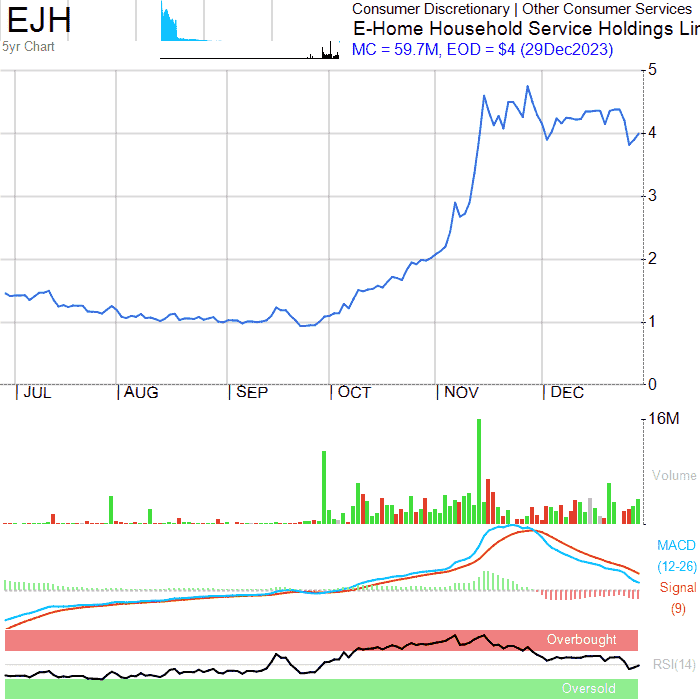 EJH
5yr Chart
Consumer Discretionary | Other Consumer Services
E-Home Household Service Holdings Lir
MC = 59.7M, EOD = $4 (29Dec2023)
5
4
3
2
1
0
JUL AUG SEP OCT NOV DEC
16M
Volume
MACD
(12-26)
Signal
(9)
Overbought
RSI(14)
Oversold